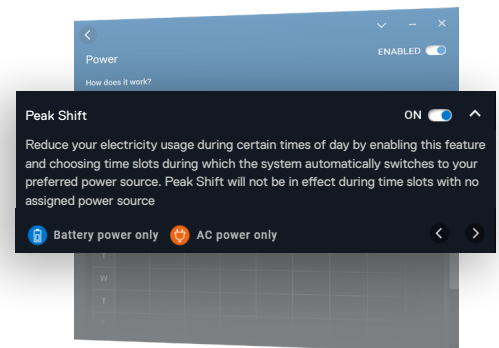 Power
ENABLED
How does it work?
Peak Shift
ON
Reduce your electricity usage during certain times of day by enabling this feature
and choosing time slots during which the system automatically switches to your
preferred power source. Peak Shift will not be in effect during time slots with no
assigned power source
Battery power only
AC power only
T
W
T